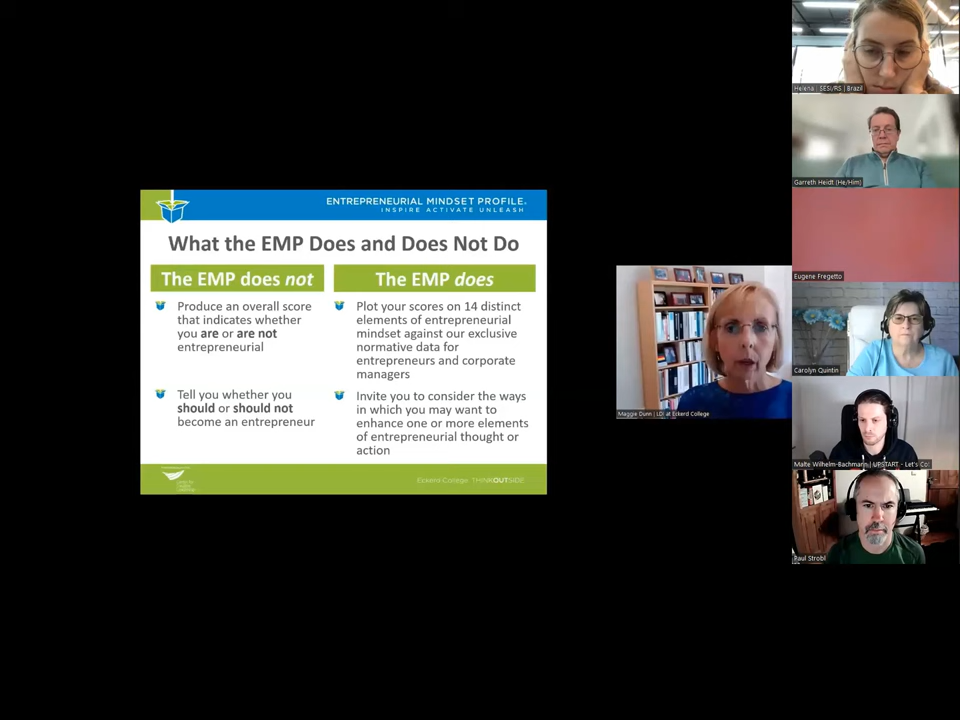 ENTREPRENEURIAL MINDSET PROFILE.
INSPIRE ACTIVATE UNLEASH
What the EMP Does and Does Not Do
The EMP does not
Produce an overall score
that indicates whether
you are or are not
entrepreneurial
Tell you whether you
should or should not
become an entrepreneur
The EMP does
Plot your scores on 14 distinct
elements of entrepreneurial
mindset against our exclusive
normative data for
entrepreneurs and corporate
managers
Invite you to consider the ways
in which you may want to
enhance one or more elements
of entrepreneurial thought or
action
Eckerd College THINKOUTSIDE
Maggie Dunn | LDI at Eckerd College
Helena | SESI/RS | Brazil
Garreth Heidt (He/Him)
Eugene Fregetto
Carolyn Quintin
Malte Wilhelm-Bachmann | UPSTART - Let's Co
Paul Strobl